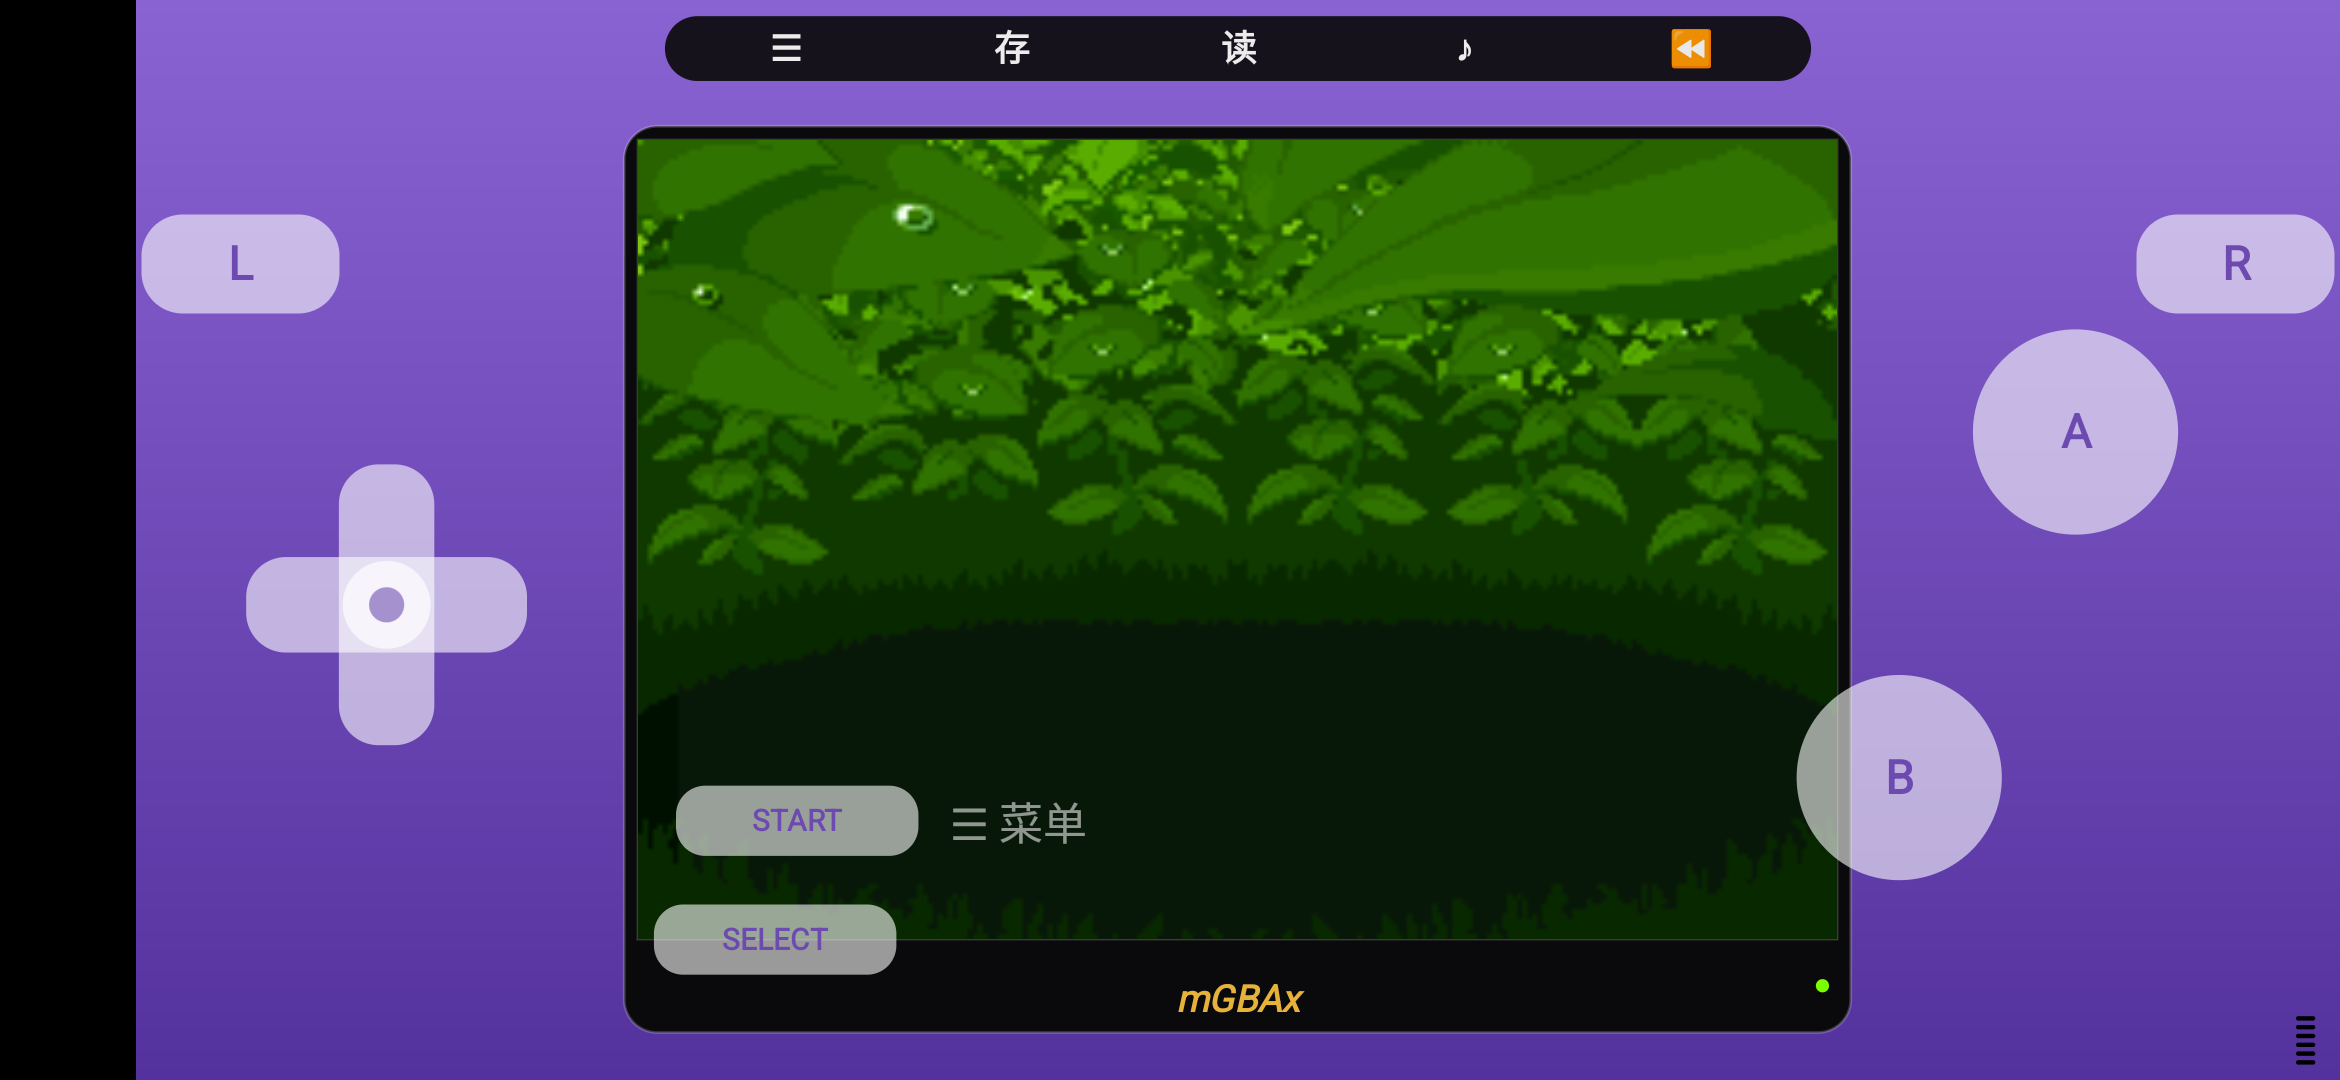 ☰ 存 读 ♪ ⏪
L
R
A
B
START
☰ 菜单
SELECT
mGBAx